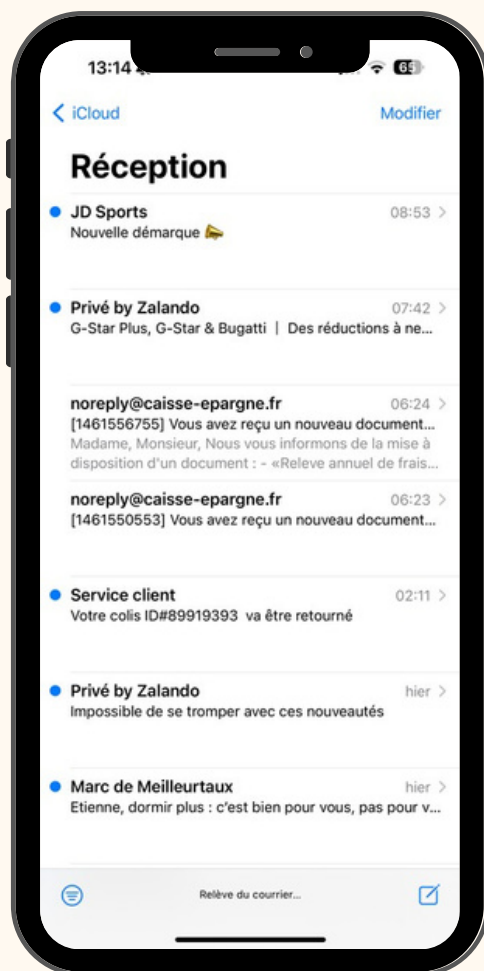 13:14
65
iCloud
Modifier
Réception
JD Sports 08:53
Nouvelle démarque
Privé by Zalando 07:42
G-Star Plus, G-Star & Bugatti | Des réductions à ne...
noreply@caisse-epargne.fr 06:24
[1461556755] Vous avez reçu un nouveau document...
Madame, Monsieur, Nous vous informons de la mise à
disposition d'un document : - «Releve annuel de frais...
noreply@caisse-epargne.fr 06:23
[1461550553] Vous avez reçu un nouveau document...
Service client 02:11
Votre colis ID#89919393 va être retourné
Privé by Zalando hier
Impossible de se tromper avec ces nouveautés
Marc de Meilleurtaux hier
Etienne, dormir plus : c'est bien pour vous, pas pour v...
Relève du courrier...